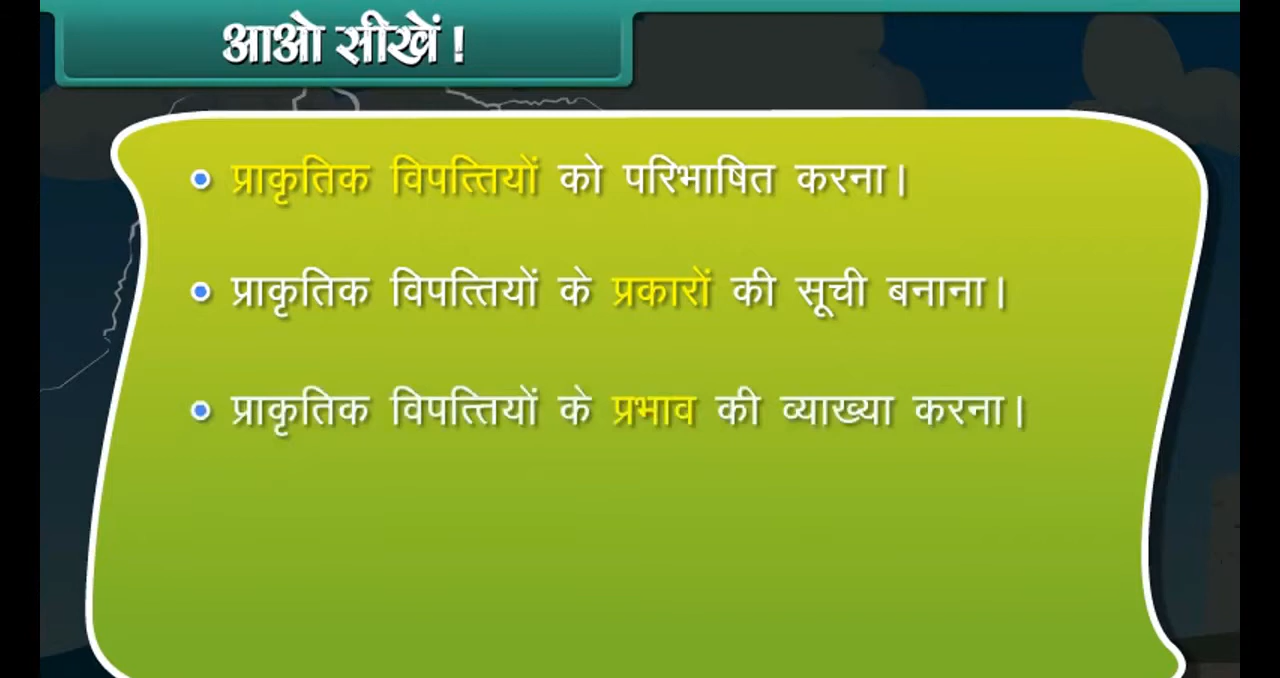 आओ सीखें!
प्राकृतिक विपत्तियों को परिभाषित करना।
प्राकृतिक विपत्तियों के प्रकारों की सूची बनाना।
प्राकृतिक विपत्तियों के प्रभाव की व्याख्या करना।